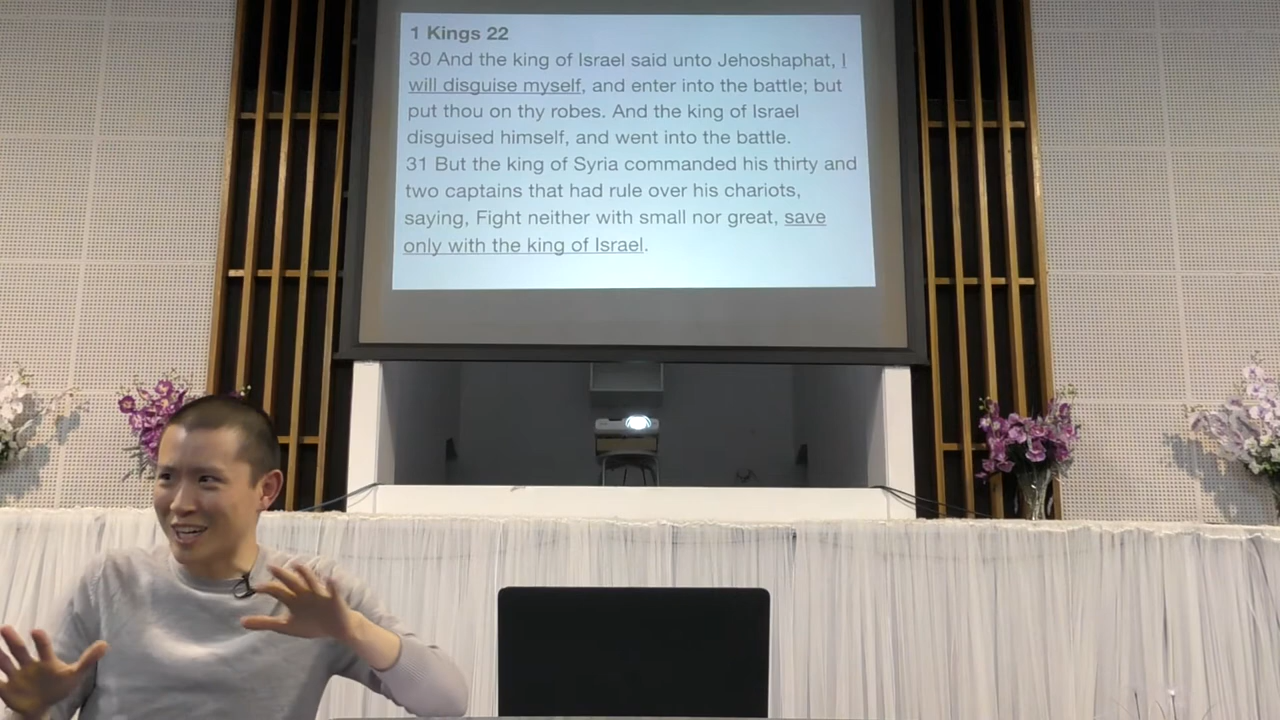 1 Kings 22
30 And the king of Israel said unto Jehoshaphat, I
will disguise myself, and enter into the battle; but
put thou on thy robes. And the king of Israel
disguised himself, and went into the battle.
31 But the king of Syria commanded his thirty and
two captains that had rule over his chariots,
saying, Fight neither with small nor great, save
only with the king of Israel.